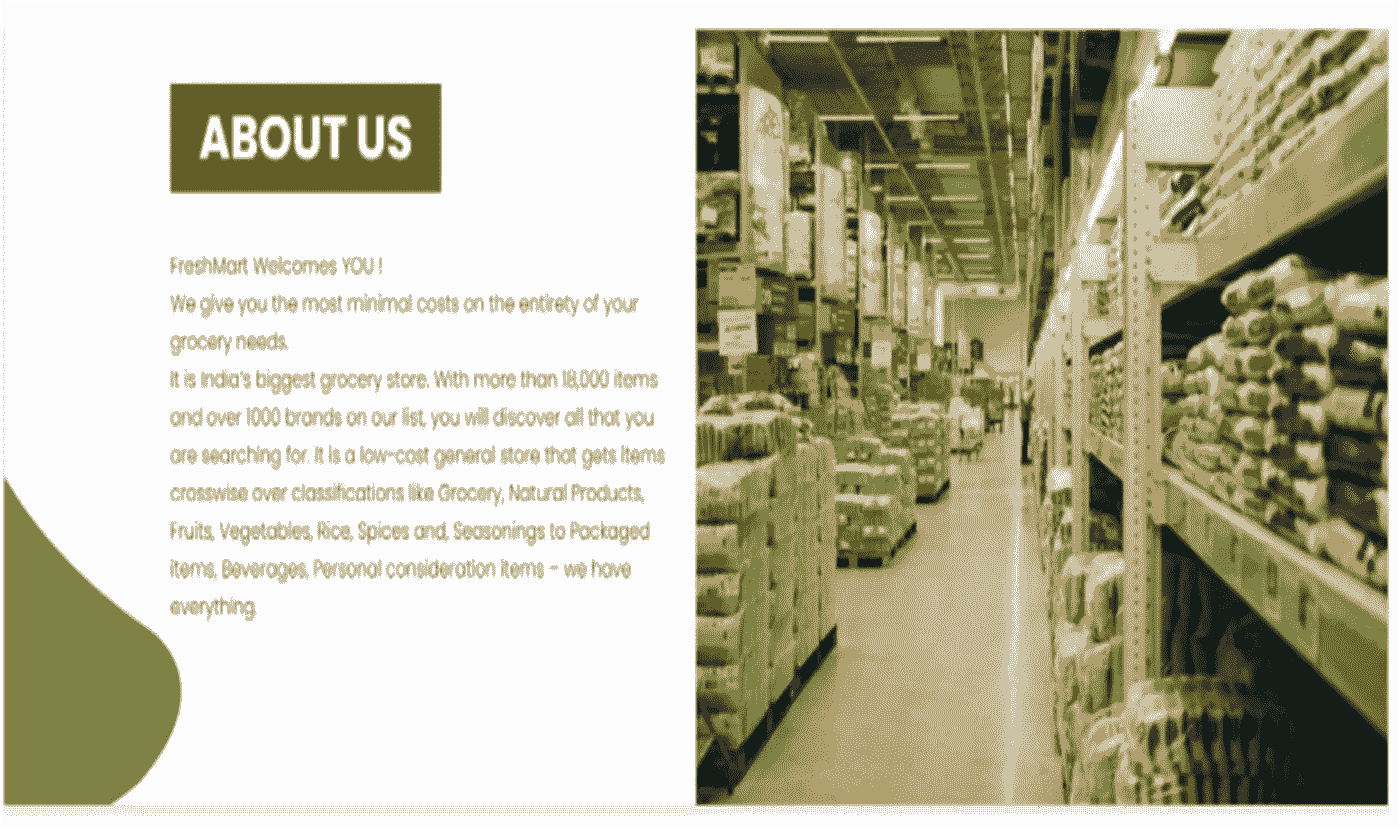 ABOUT US
FreshMart Welcomes YOU !
We give you the most minimal costs on the entirety of your
grocery needs.
It is India's biggest grocery store. With more than 18,000 items
and over 1000 brands on our list, you will discover all that you
are searching for. It is a low-cost general store that gets items
crosswise over classifications like Grocery, Natural Products,
Fruits, Vegetables, Rice, Spices and, Seasonings to Packaged
items, Beverages, Personal consideration items - we have
everything.